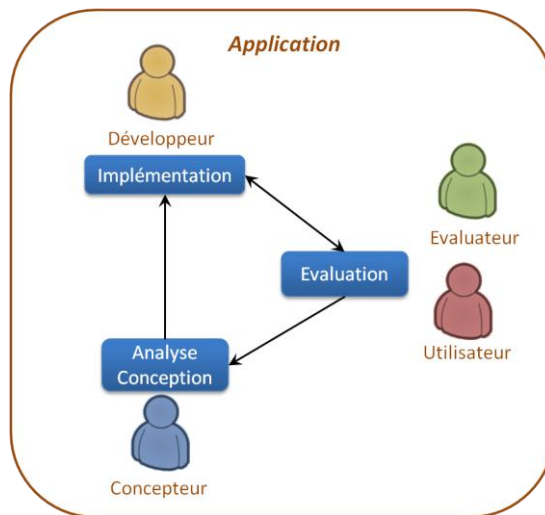 Application
Développeur
Implémentation
Evaluateur
Evaluation
Utilisateur
Analyse
Conception
Concepteur